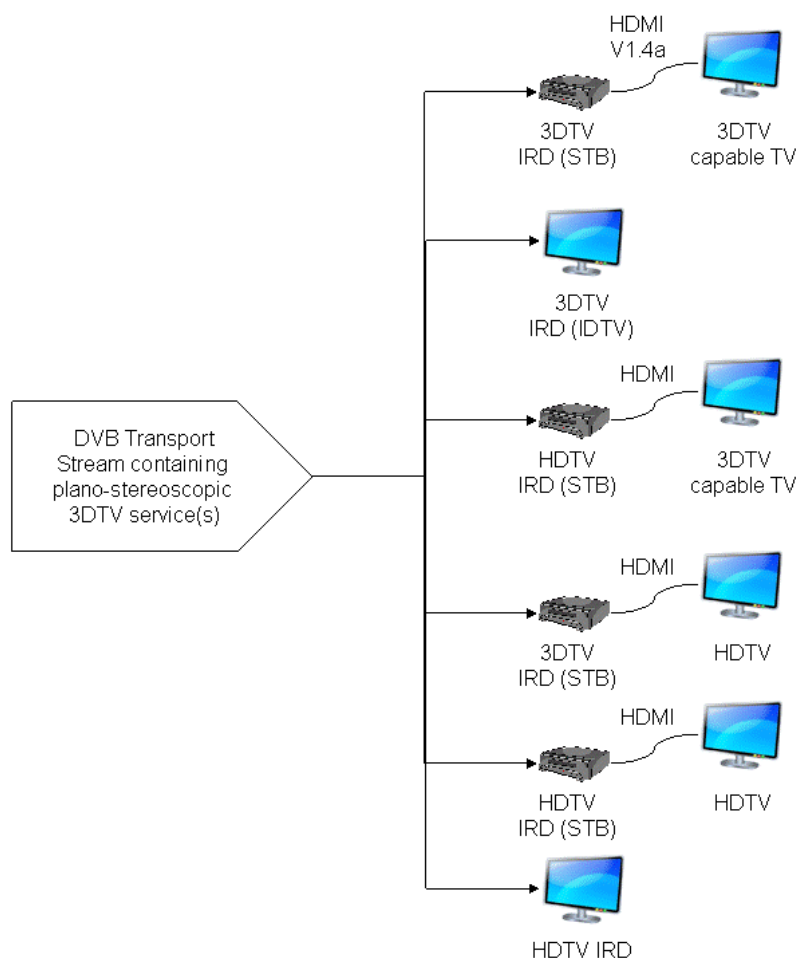 HDMI
V1.4a
3DTV
IRD (STB)
3DTV
capable TV
3DTV
IRD (IDTV)
DVB Transport
Stream containing
plano-stereoscopic
3DTV service(s)
HDMI
HDTV
IRD (STB)
3DTV
capable TV
HDMI
3DTV
IRD (STB)
HDTV
HDMI
HDTV
IRD (STB)
HDTV
HDTV IRD